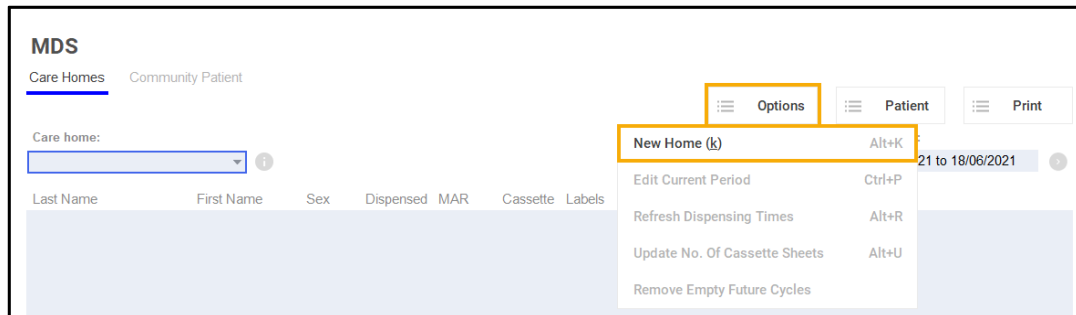 MDS
Care Homes Community Patient
Options Patient Print
Care home:
New Home (k) Alt+K
21 to 18/06/2021
Edit Current Period Ctrl+P
Last Name First Name Sex Dispensed MAR Cassette Labels
Refresh Dispensing Times Alt+R
Update No. Of Cassette Sheets Alt+U
Remove Empty Future Cycles